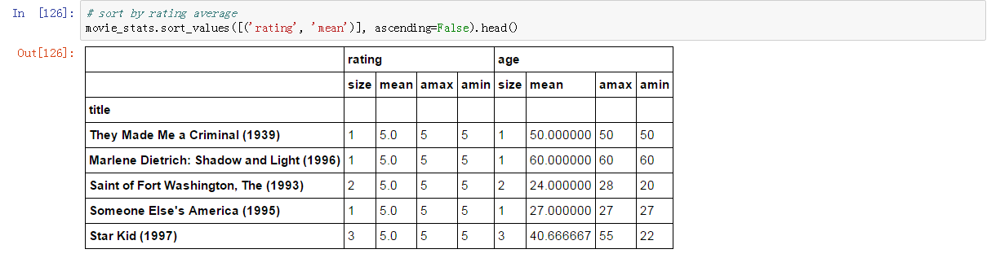 In [126]: # sort by rating average
movie_stats.sort_values([('rating', 'mean')], ascending=False).head()
Out[126]:
rating age
size mean amax amin size mean amax amin
title
They Made Me a Criminal (1939) 1 5.0 5 5 1 50.000000 50 50
Marlene Dietrich: Shadow and Light (1996) 1 5.0 5 5 1 60.000000 60 60
Saint of Fort Washington, The (1993) 2 5.0 5 5 2 24.000000 28 20
Someone Else's America (1995) 1 5.0 5 5 1 27.000000 27 27
Star Kid (1997) 3 5.0 5 5 3 40.666667 55 22